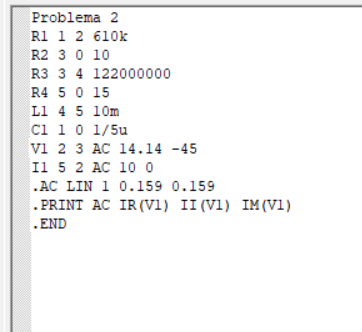 Problema 2
R1 1 2 610k
R2 3 0 10
R3 3 4 122000000
R4 5 0 15
L1 4 5 10m
C1 1 0 1/5u
V1 2 3 AC 14.14 -45
I1 5 2 AC 10 0
.AC LIN 1 0.159 0.159
.PRINT AC IR(V1) II(V1) IM(V1)
.END